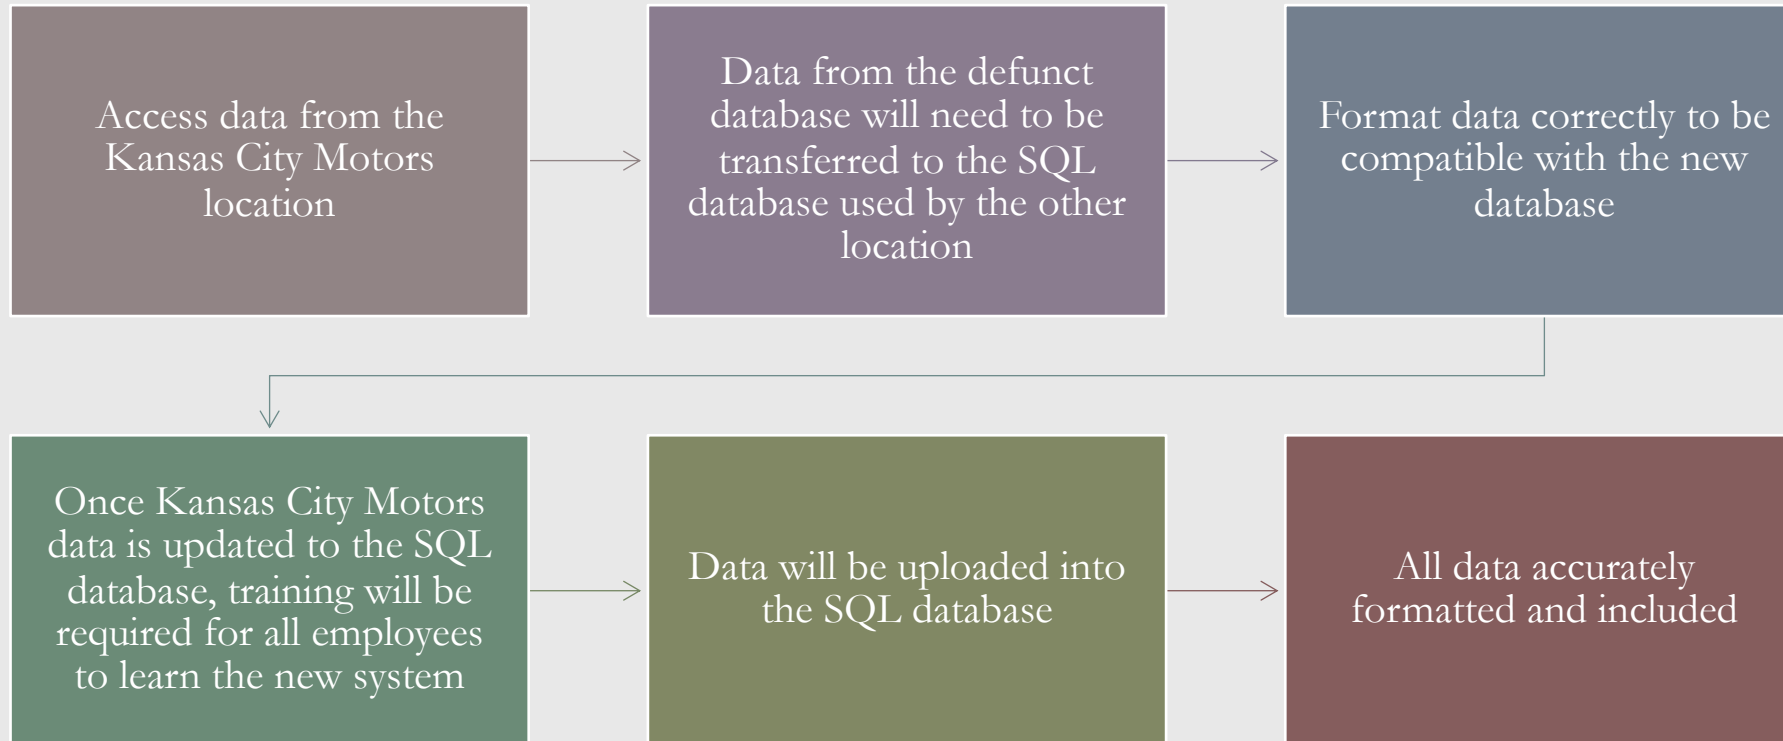 Access data from the
Kansas City Motors
location
Data from the defunct
database will need to be
transferred to the SQL
database used by the other
location
Format data correctly to be
compatible with the new
database
Once Kansas City Motors
data is updated to the SQL
database, training will be
required for all employees
to learn the new system
Data will be uploaded into
the SQL database
All data accurately
formatted and included